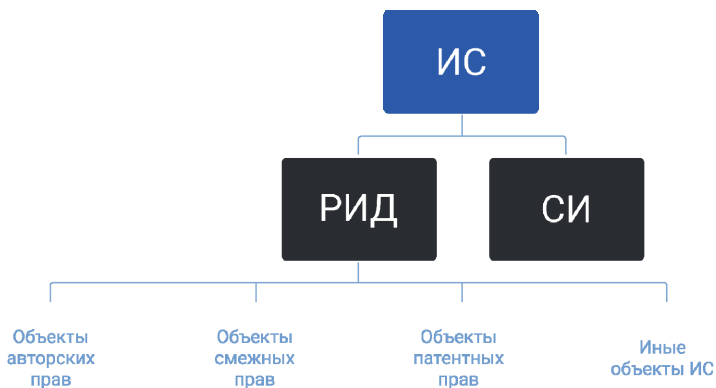 ИС
РИД
СИ
Объекты
авторских
прав
Объекты
смежных
прав
Объекты
патентных
прав
Иные
объекты ИС